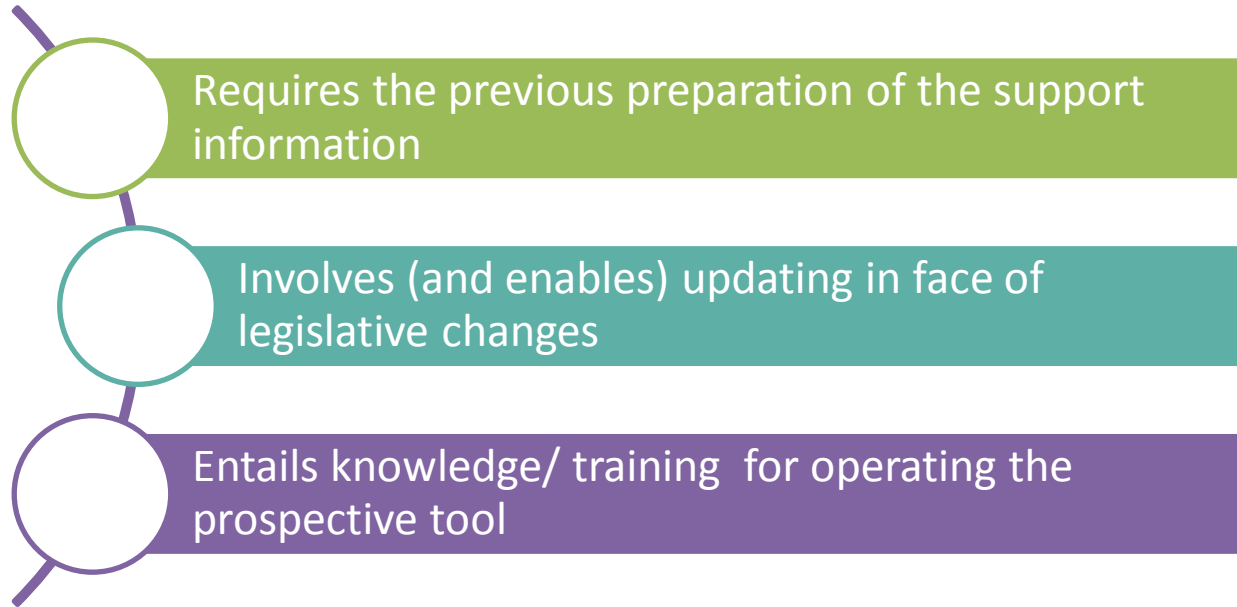 Requires the previous preparation of the support
information
Involves (and enables) updating in face of
legislative changes
Entails knowledge/ training  for operating the
prospective tool